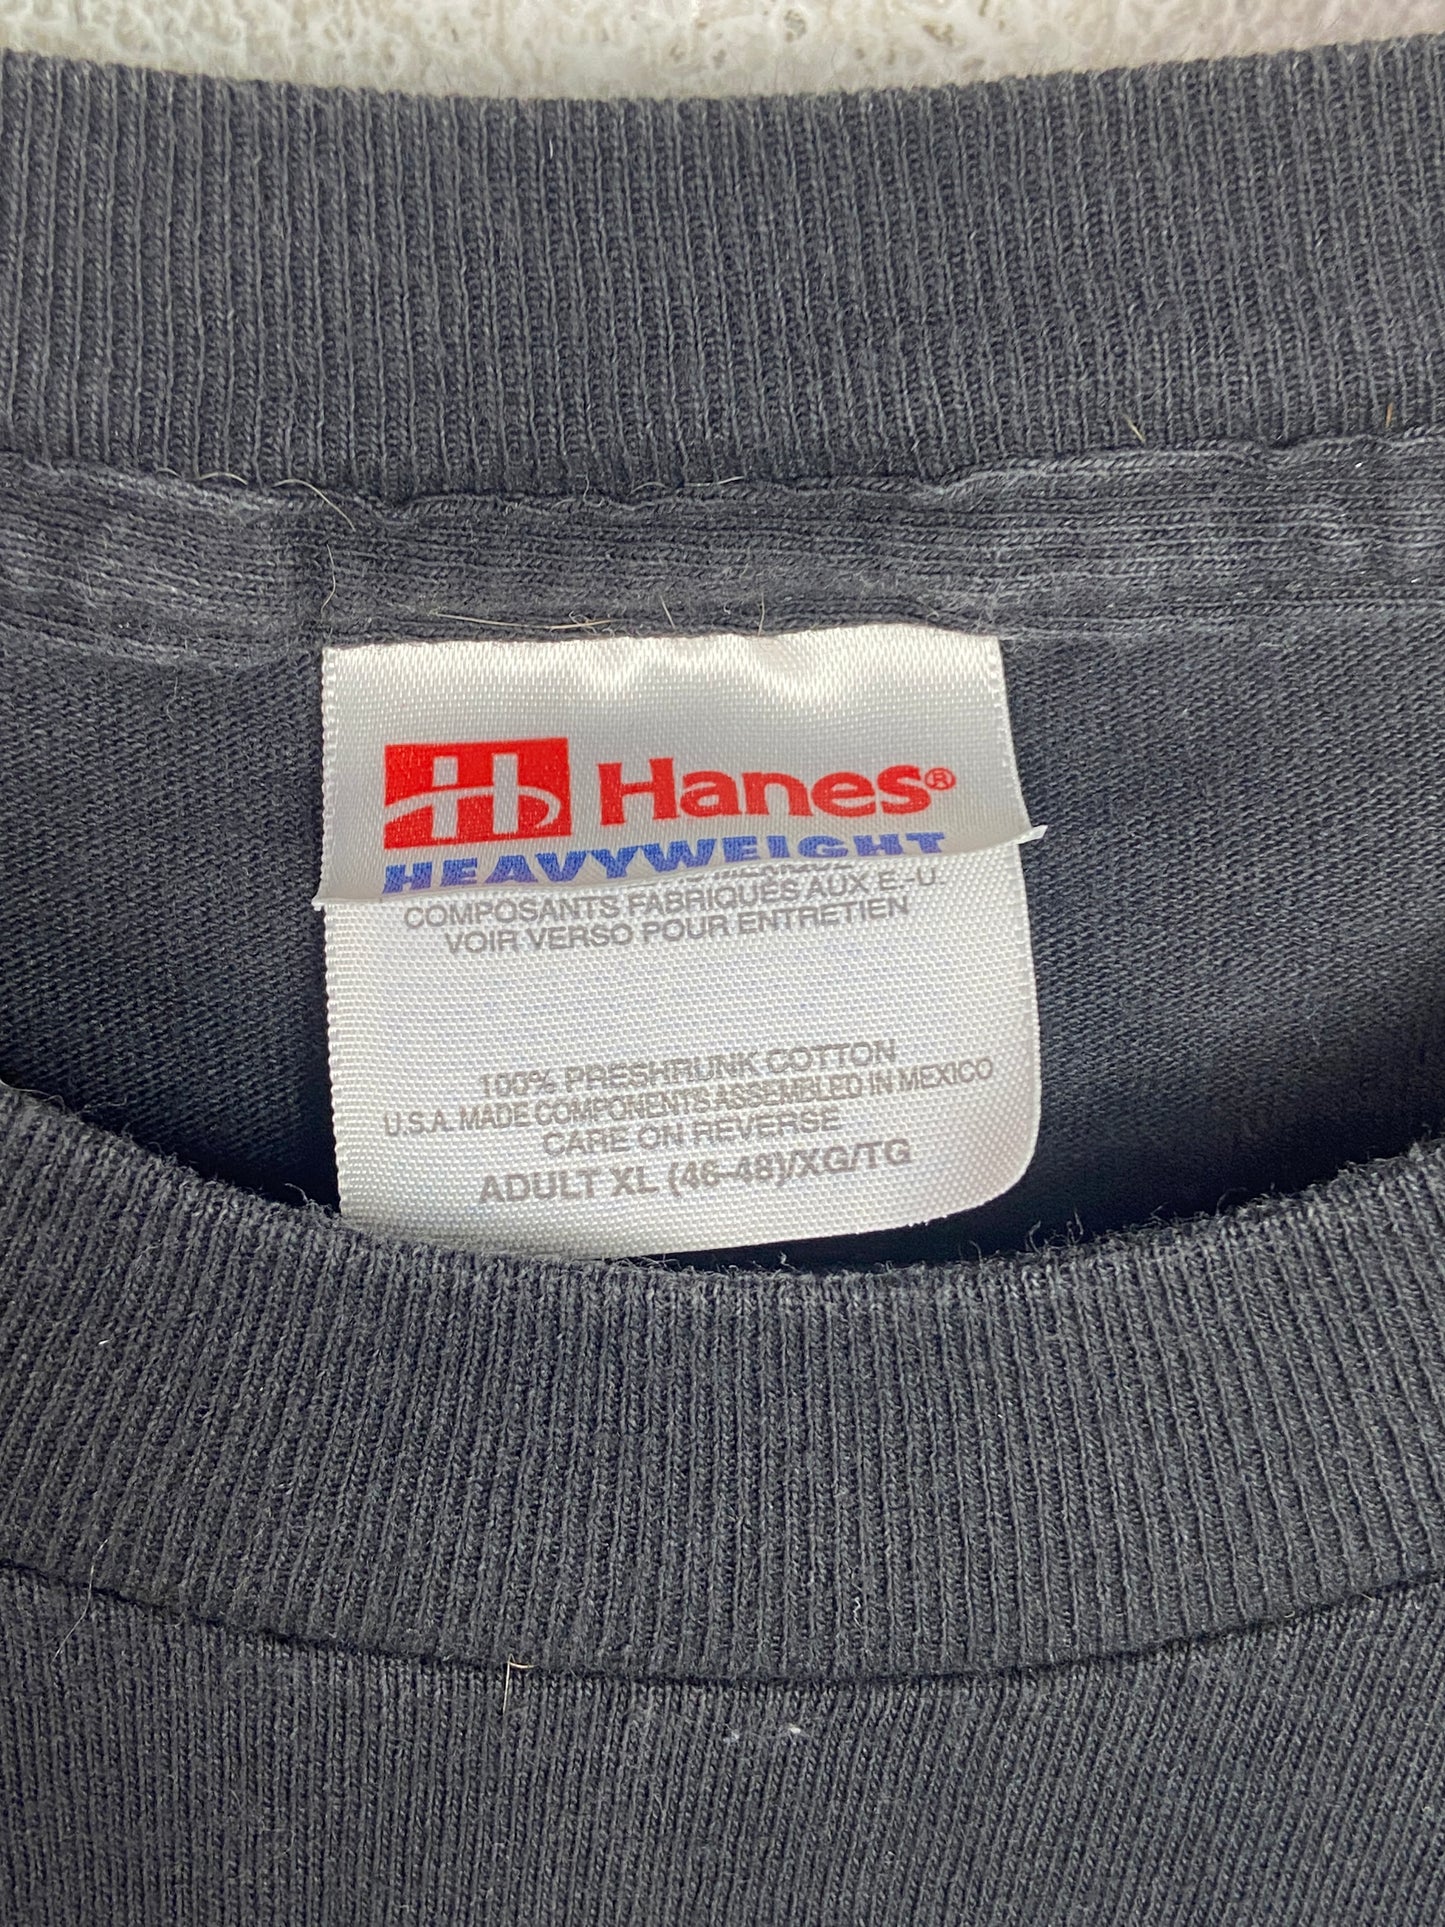 H Hanes®
HEAVYWEIGHT
COMPOSANTS FABRIQUÉS AUX E.-U.
VOIR VERSO POUR ENTRETIEN
100% PRESHRUNK COTTON
U.S.A. MADE COMPONENTS ASSEMBLED IN MEXICO
CARE ON REVERSE
ADULT XL (46-48)/XG/TG